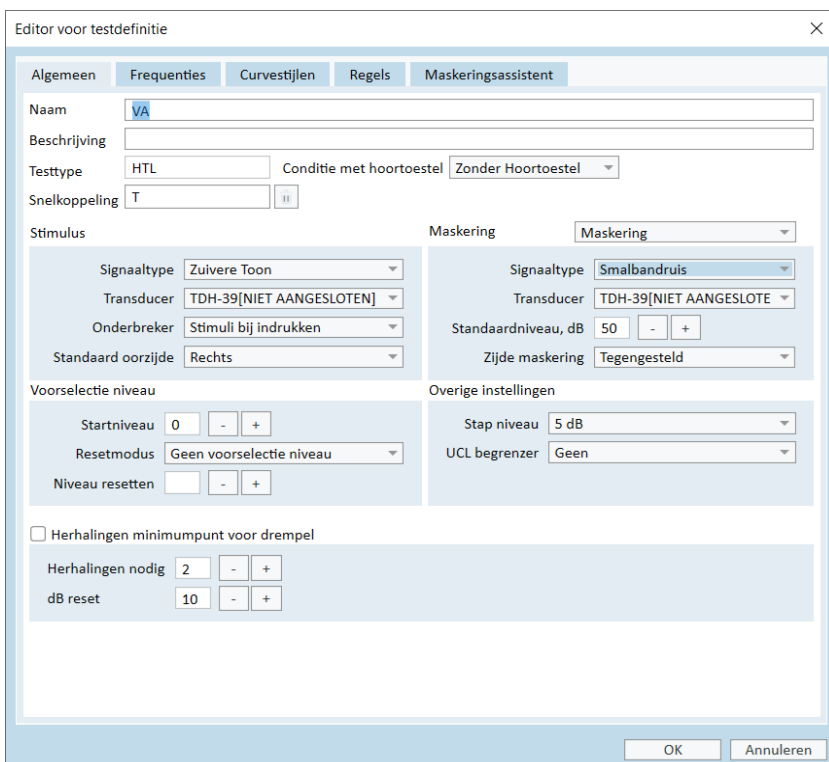 Editor voor testdefinitie
Algemeen Frequenties Curvestijlen Regels Maskeringsassistent
Naam VA
Beschrijving
Testtype HTL Conditie met hoortoestel Zonder Hoortoestel
Snelkoppeling T
Stimulus Maskering Maskering
Signaaltype Zuivere Toon Signaaltype Smalbandruis
Transducer TDH-39[NIET AANGESLOTEN] Transducer TDH-39[NIET AANGESLOTE
Onderbreker Stimuli bij indrukken Standaardniveau, dB 50 - +
Standaard oorzijde Rechts Zijde maskering Tegengesteld
Voorselectie niveau Overige instellingen
Startniveau 0 - + Stap niveau 5 dB
Resetmodus Geen voorselectie niveau UCL begrenzer Geen
Niveau resetten - +
Herhalingen minimumpunt voor drempel
Herhalingen nodig 2 - +
dB reset 10 - +
OK Annuleren